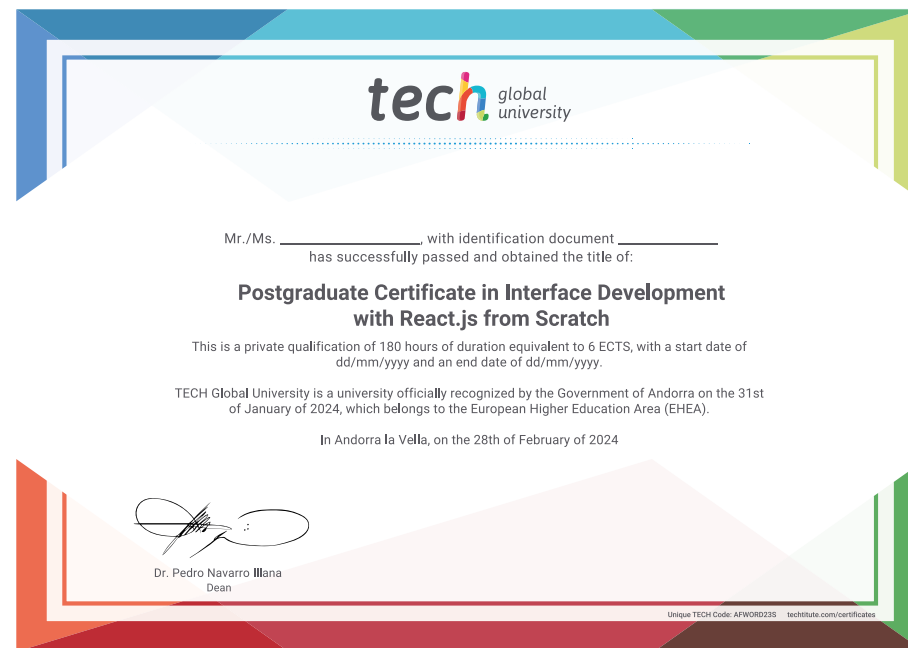 tech global university
Mr./Ms. ____________________, with identification document ______________
has successfully passed and obtained the title of:
Postgraduate Certificate in Interface Development
with React.js from Scratch
This is a private qualification of 180 hours of duration equivalent to 6 ECTS, with a start date of
dd/mm/yyyy and an end date of dd/mm/yyyy.
TECH Global University is a university officially recognized by the Government of Andorra on the 31st
of January of 2024, which belongs to the European Higher Education Area (EHEA).
In Andorra la Vella, on the 28th of February of 2024
Dr. Pedro Navarro Illana
Dean
Unique TECH Code: AFWORD23S techtitute.com/certificates